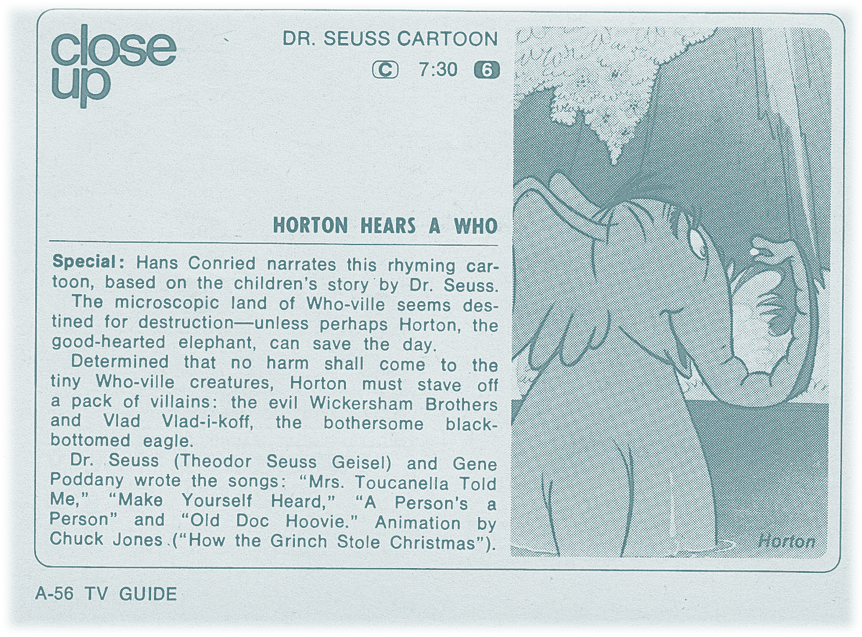 close
up
DR. SEUSS CARTOON
C 7:30 6
HORTON HEARS A WHO
Special: Hans Conried narrates this rhyming car-
toon, based on the children's story by Dr. Seuss.
The microscopic land of Who-ville seems des-
tined for destruction—unless perhaps Horton, the
good-hearted elephant, can save the day.
Determined that no harm shall come to the
tiny Who-ville creatures, Horton must stave off
a pack of villains: the evil Wickersham Brothers
and Vlad Vlad-i-koff, the bothersome black-
bottomed eagle.
Dr. Seuss (Theodor Seuss Geisel) and Gene
Poddany wrote the songs: “Mrs. Toucanella Told
Me,” “Make Yourself Heard,” “A Person's a
Person” and “Old Doc Hoovie.” Animation by
Chuck Jones (“How the Grinch Stole Christmas”).
Horton
A-56 TV GUIDE